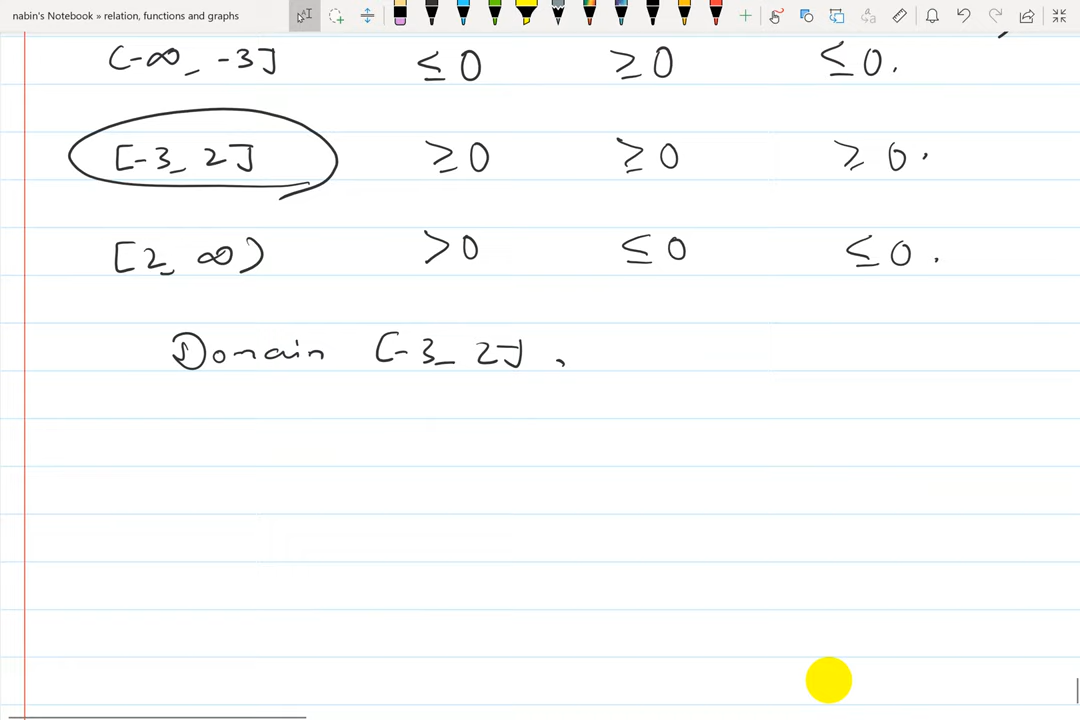 nabin's Notebook » relation, functions and graphs
(-∞, -3] ≤0 ≥0 ≤0.
[-3, 2] ≥0 ≥0 ≥0.
[2, ∞) >0 ≤0 ≤0.
Domain [-3, 2],